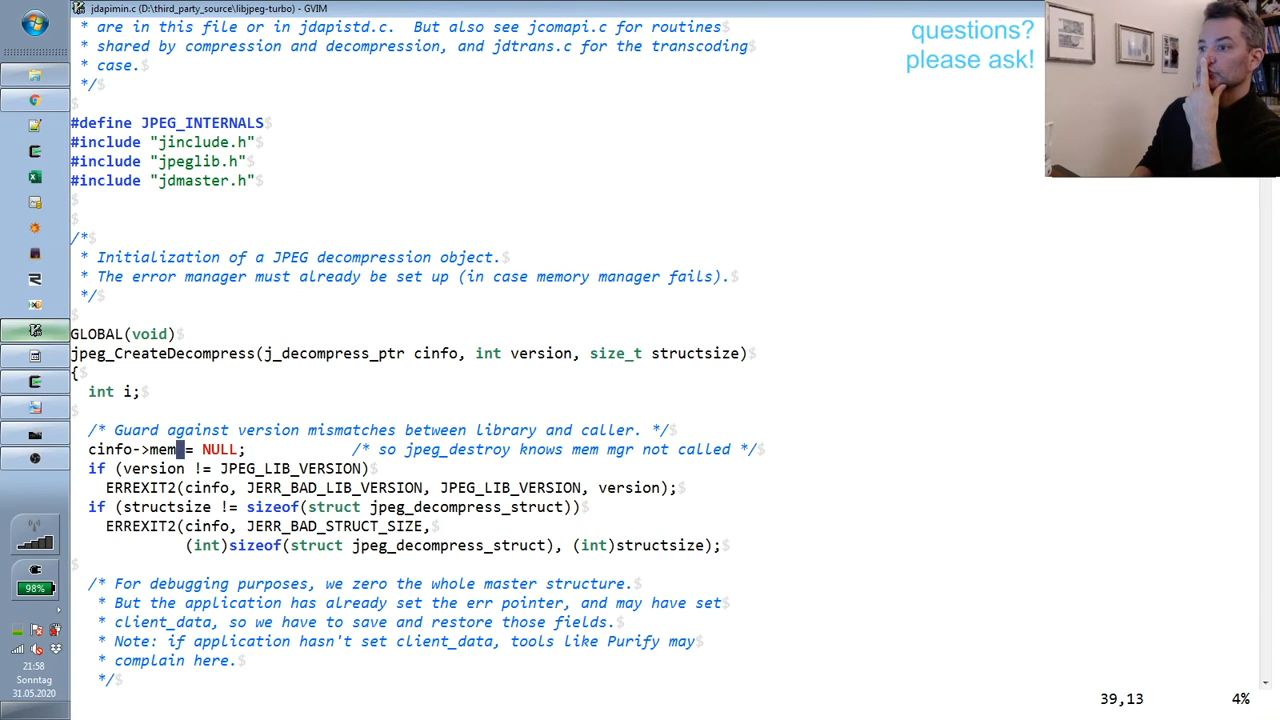 jdapimin.c (D:\third_party_source\libjpeg-turbo) - GVIM
questions?
please ask!
* are in this file or in jdapistd.c.  But also see jcomapi.c for routines$
* shared by compression and decompression, and jdtrans.c for the transcoding$
* case.$
*/$
$
#define JPEG_INTERNALS$
#include "jinclude.h"$
#include "jpeglib.h"$
#include "jdmaster.h"$
$
$
/*$
* Initialization of a JPEG decompression object.$
* The error manager must already be set up (in case memory manager fails).$
*/$
$
GLOBAL(void)$
jpeg_CreateDecompress(j_decompress_ptr cinfo, int version, size_t structsize)$
{$
int i;$
$
/* Guard against version mismatches between library and caller. */$
cinfo->mem = NULL;            /* so jpeg_destroy knows mem mgr not called */$
if (version != JPEG_LIB_VERSION)$
ERREXIT2(cinfo, JERR_BAD_LIB_VERSION, JPEG_LIB_VERSION, version);$
if (structsize != sizeof(struct jpeg_decompress_struct))$
ERREXIT2(cinfo, JERR_BAD_STRUCT_SIZE,$
(int)sizeof(struct jpeg_decompress_struct), (int)structsize);$
$
/* For debugging purposes, we zero the whole master structure.$
* But the application has already set the err pointer, and may have set$
* client_data, so we have to save and restore those fields.$
* Note: if application hasn't set client_data, tools like Purify may$
* complain here.$
*/$
39,13
4%
98%
21:58
Sonntag
31.05.2020